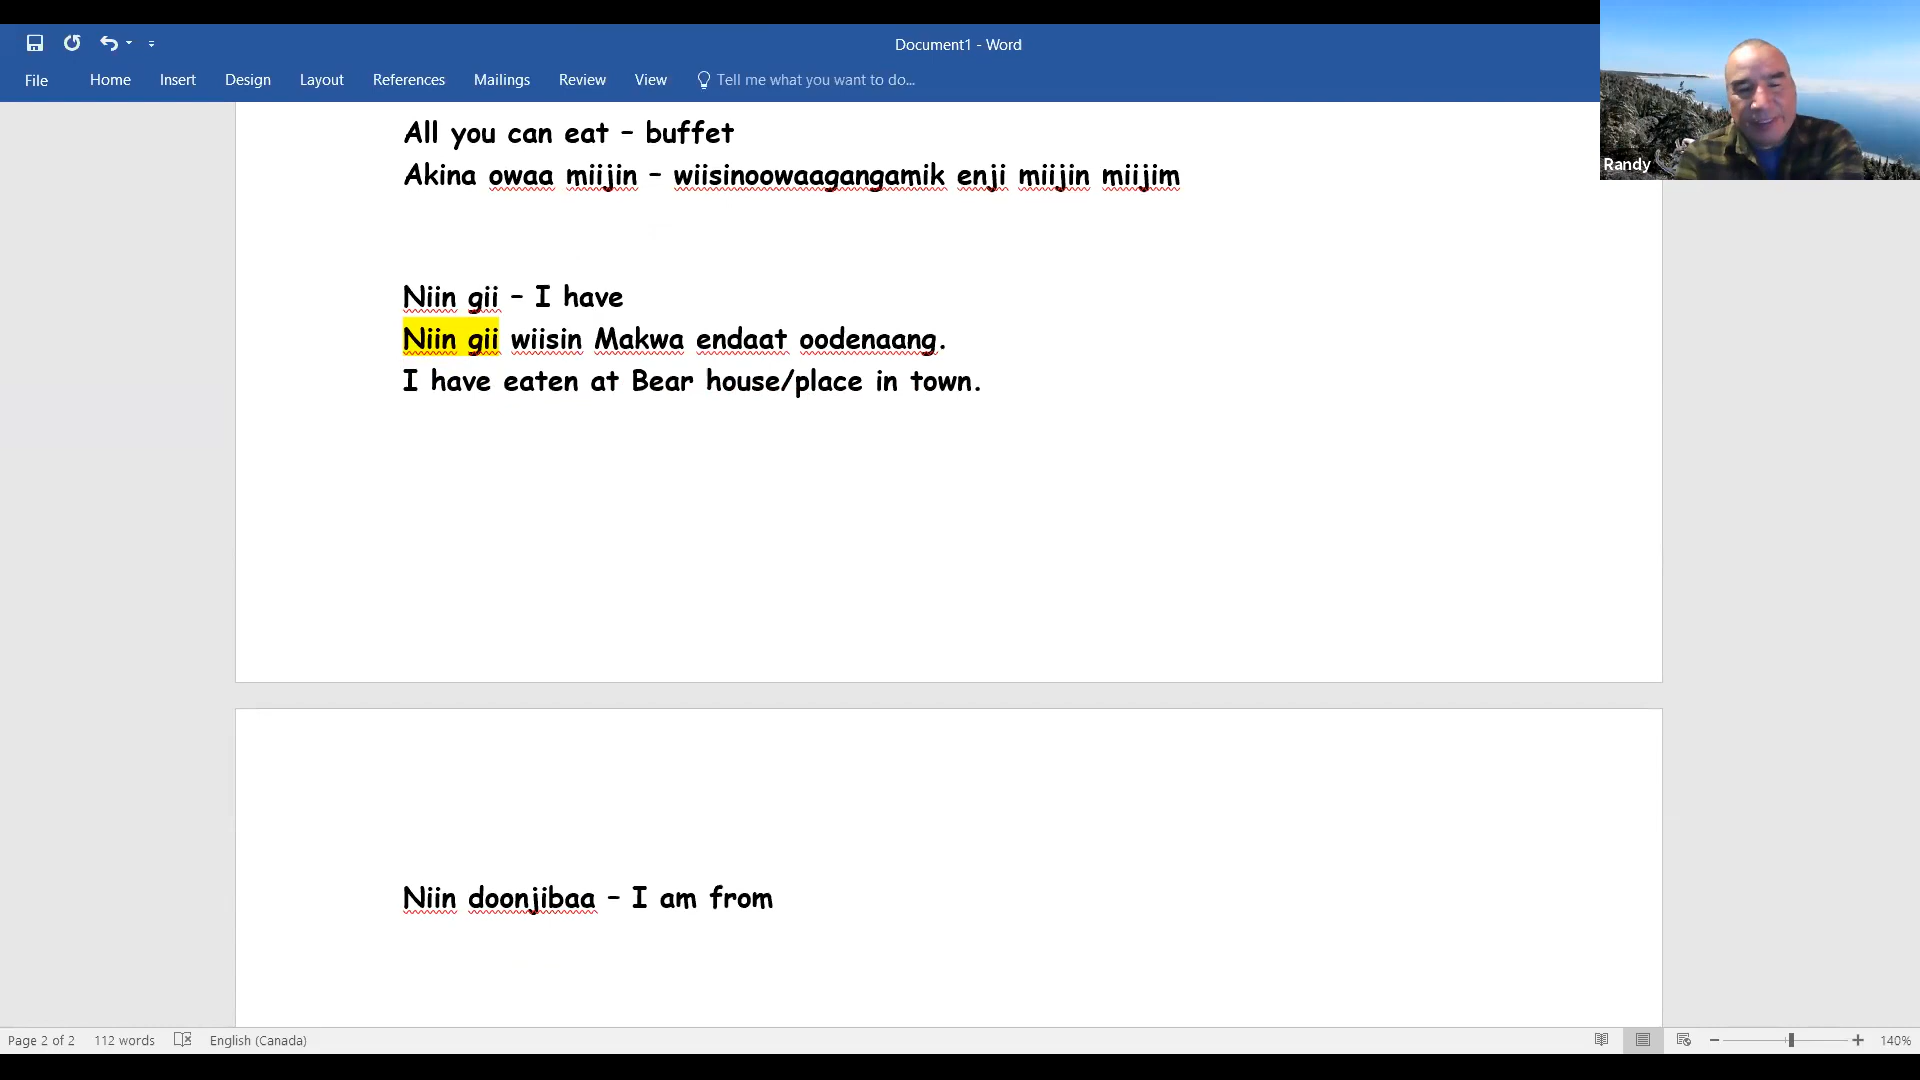 Document1 - Word
File Home Insert Design Layout References Mailings Review View Tell me what you want to do...
Randy
All you can eat – buffet
Akina owaa miijin – wiisinoowaagangamik enji miijin miijim
Niin gii – I have
Niin gii wiisin Makwa endaat oodenaang.
I have eaten at Bear house/place in town.
Niin doonjibaa – I am from
Page 2 of 2 112 words English (Canada) 140%